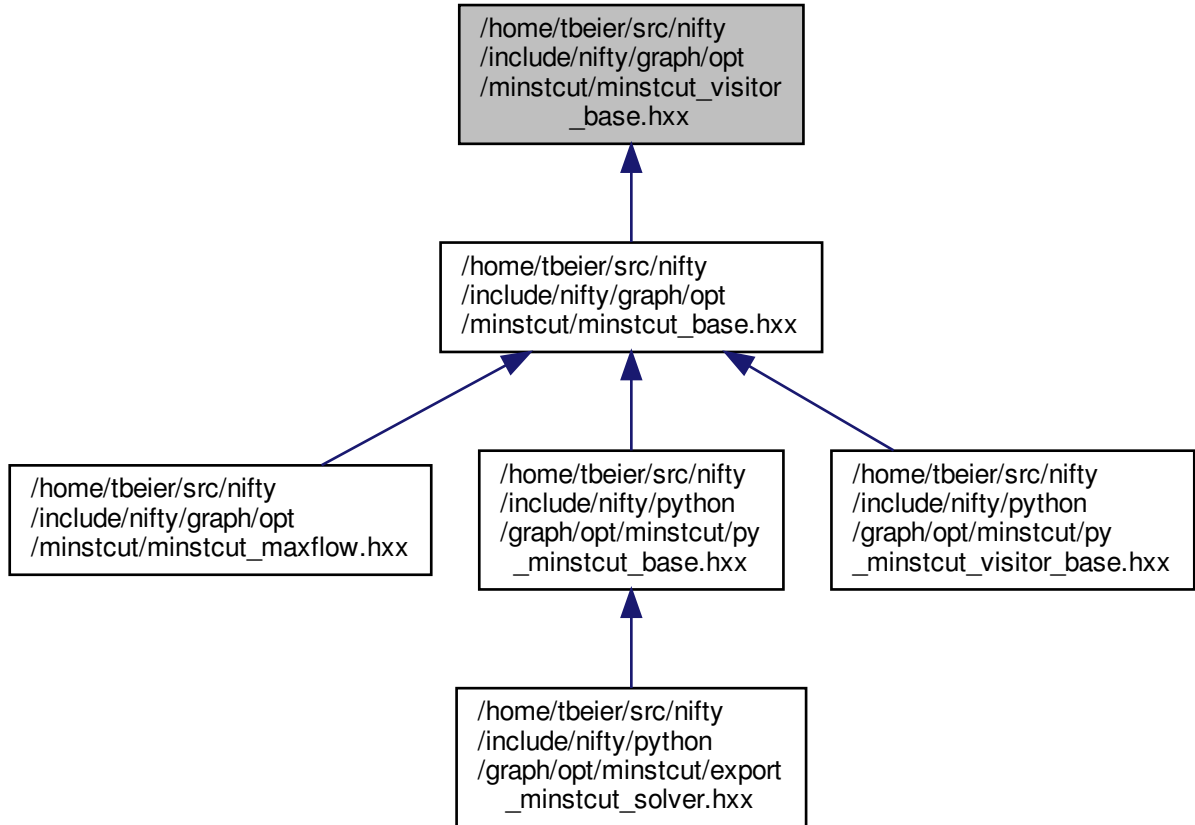 /home/tbeier/src/nifty
/include/nifty/graph/opt
/minstcut/minstcut_visitor
_base.hxx
/home/tbeier/src/nifty
/include/nifty/graph/opt
/minstcut/minstcut_base.hxx
/home/tbeier/src/nifty
/include/nifty/graph/opt
/minstcut/minstcut_maxflow.hxx
/home/tbeier/src/nifty
/include/nifty/python
/graph/opt/minstcut/py
_minstcut_base.hxx
/home/tbeier/src/nifty
/include/nifty/python
/graph/opt/minstcut/py
_minstcut_visitor_base.hxx
/home/tbeier/src/nifty
/include/nifty/python
/graph/opt/minstcut/export
_minstcut_solver.hxx